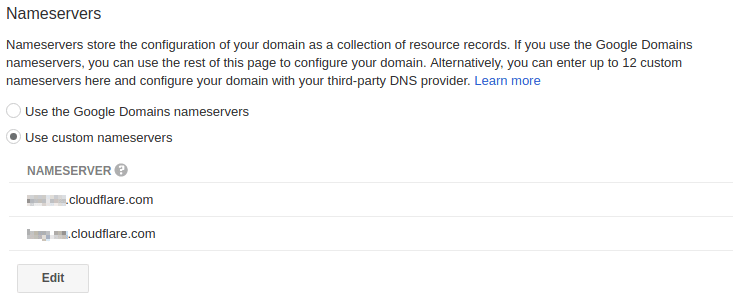 Nameservers
Nameservers store the configuration of your domain as a collection of resource records. If you use the Google Domains
nameservers, you can use the rest of this page to configure your domain. Alternatively, you can enter up to 12 custom
nameservers here and configure your domain with your third-party DNS provider. Learn more
Use the Google Domains nameservers
Use custom nameservers
NAMESERVER ?
.cloudflare.com
.cloudflare.com
Edit